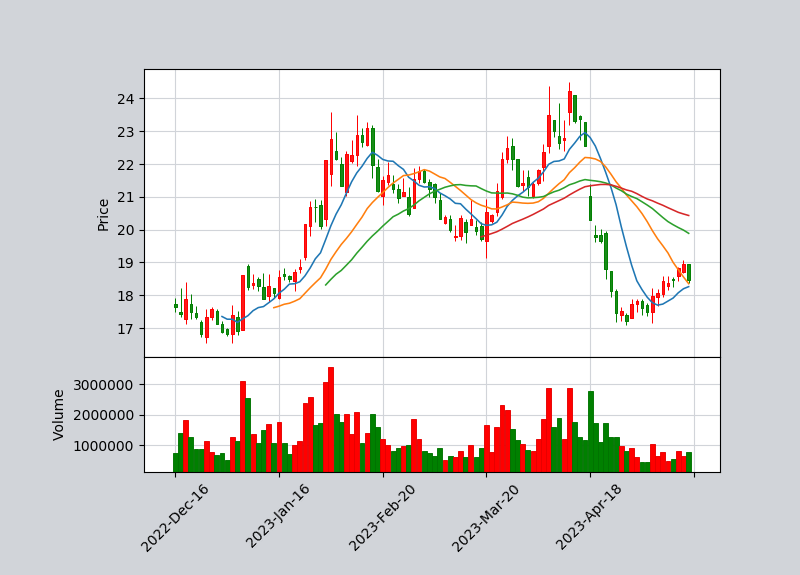 Price
24
23
22
21
20
19
18
17
Volume
3000000
2000000
1000000
2022-Dec-16
2023-Jan-16
2023-Feb-20
2023-Mar-20
2023-Apr-18